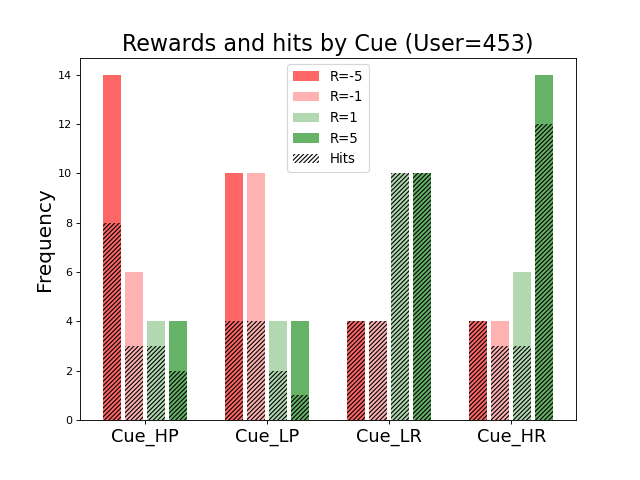 Rewards and hits by Cue (User=453)
R=-5
R=-1
R=1
R=5
Hits
Frequency
14
12
10
8
6
4
2
0
Cue_HP
Cue_LP
Cue_LR
Cue_HR